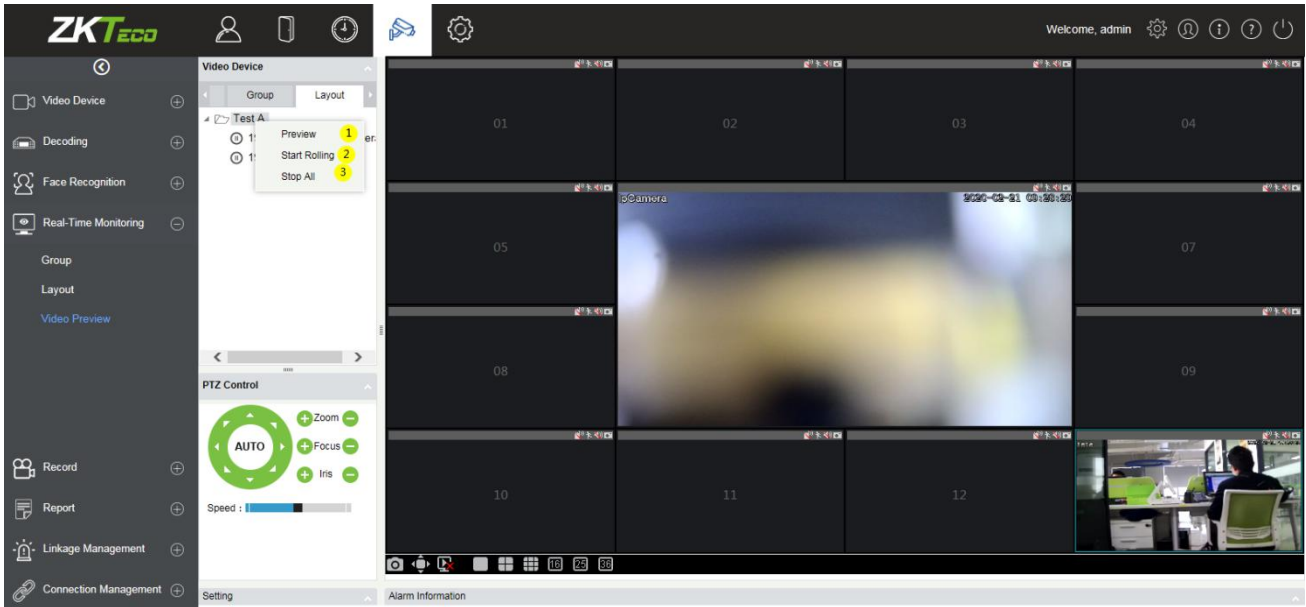 ZKTeco
Welcome, admin
Video Device
Decoding
Face Recognition
Real-Time Monitoring
Group
Layout
Video Preview
Record
Report
Linkage Management
Connection Management
Video Device
Group Layout
Test A
Preview 1
Start Rolling 2
Stop All 3
PTZ Control
AUTO
Zoom
Focus
Iris
Speed :
Setting
01 02 03 04
05 07
08 09
10 11 12
16 25 36
Alarm Information